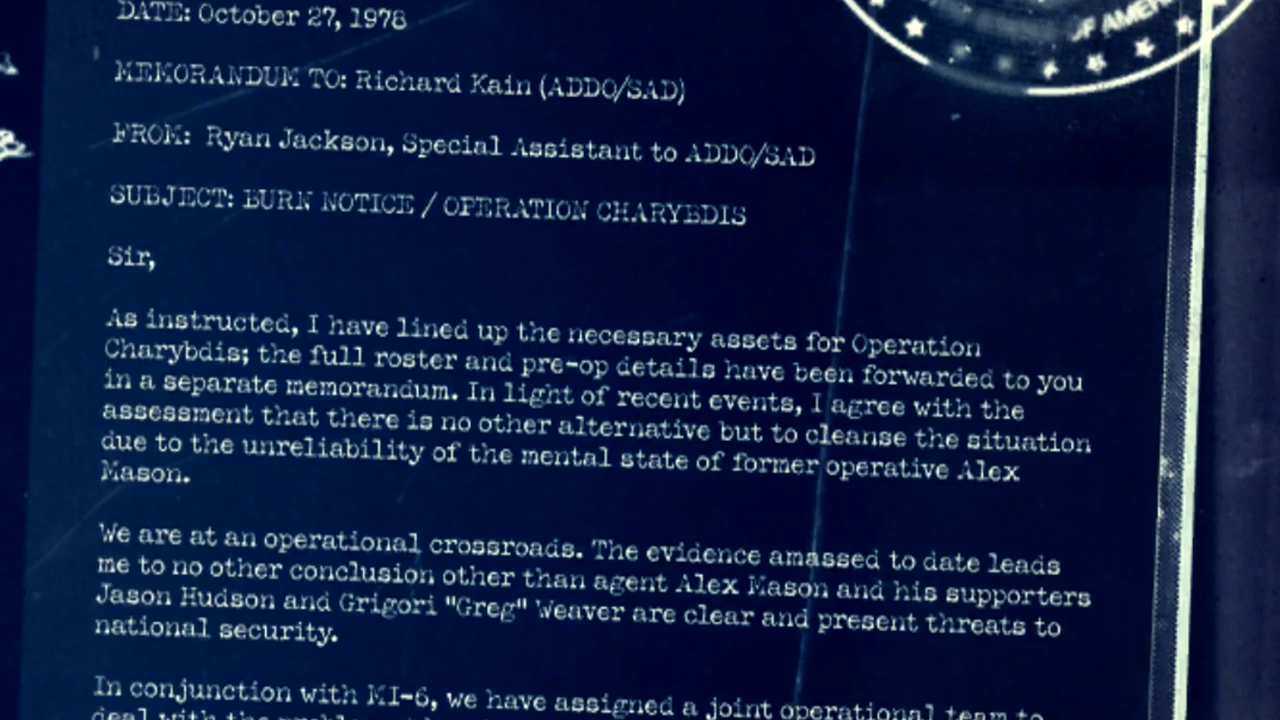 OF AMERI
DATE: October 27, 1978
MEMORANDUM TO: Richard Kain (ADDO/SAD)
FROM: Ryan Jackson, Special Assistant to ADDO/SAD
SUBJECT: BURN NOTICE / OPERATION CHARYBDIS
Sir,
As instructed, I have lined up the necessary assets for Operation
Charybdis; the full roster and pre-op details have been forwarded to you
in a separate memorandum. In light of recent events, I agree with the
assessment that there is no other alternative but to cleanse the situation
due to the unreliability of the mental state of former operative Alex
Mason.
We are at an operational crossroads. The evidence amassed to date leads
me to no other conclusion other than agent Alex Mason and his supporters
Jason Hudson and Grigori "Greg" Weaver are clear and present threats to
national security.
In conjunction with MI-6, we have assigned a joint operational team to
deal with the problem